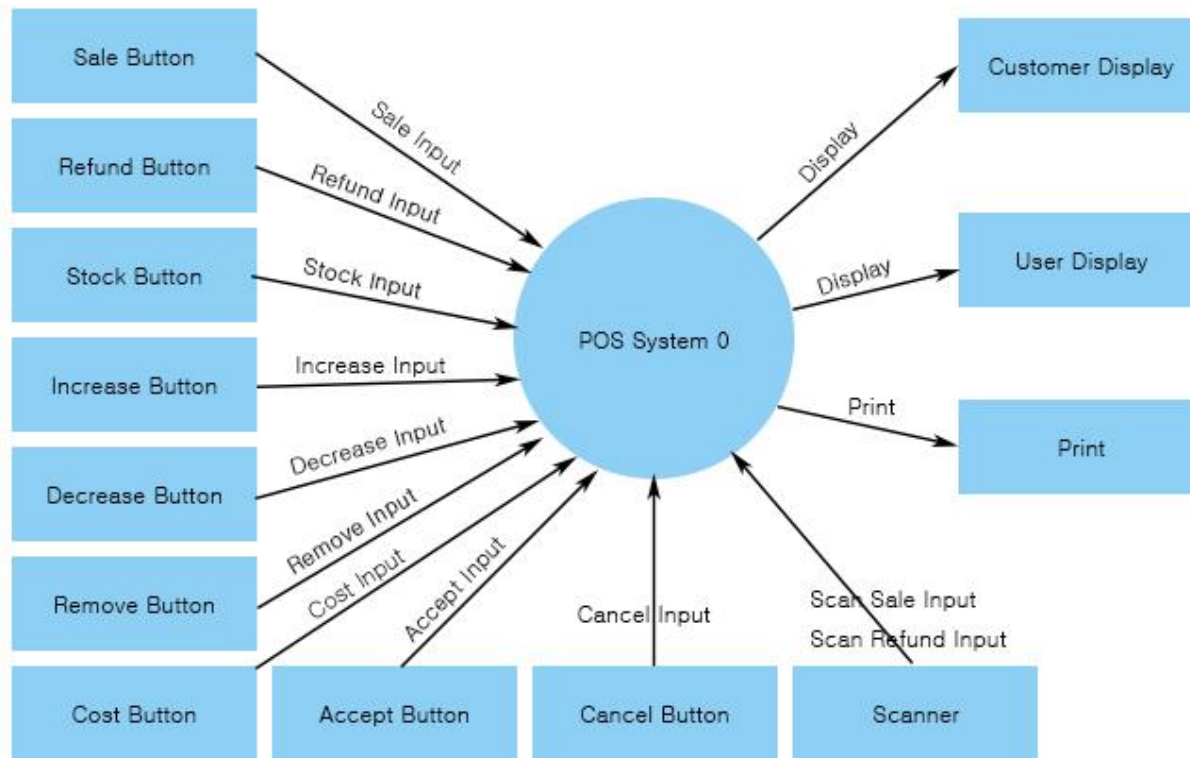 Sale Button
Refund Button
Stock Button
Increase Button
Decrease Button
Remove Button
Cost Button
Accept Button
Cancel Button
Scanner
Sale Input
Refund Input
Stock Input
Increase Input
Decrease Input
Remove Input
Cost Input
Accept Input
Cancel Input
Scan Sale Input
Scan Refund Input
POS System 0
Display
Display
Print
Customer Display
User Display
Print